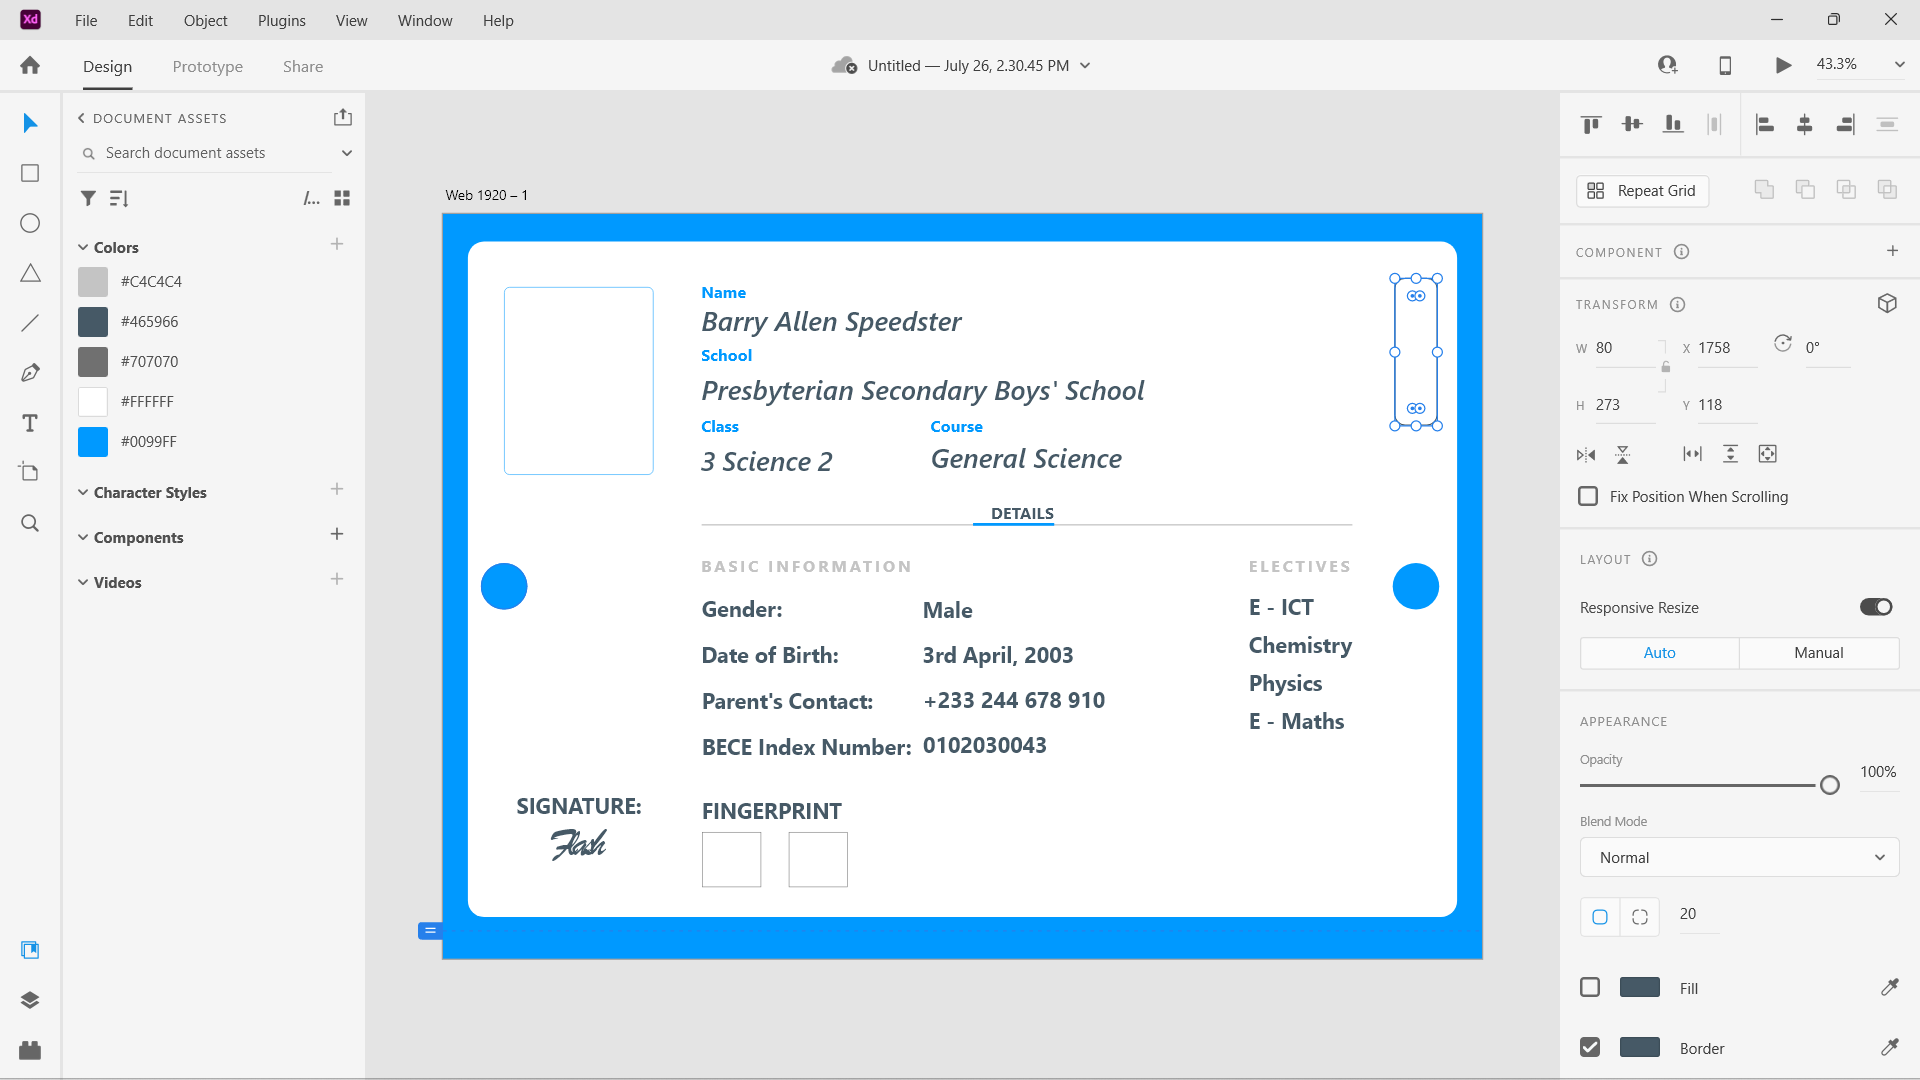 Xd File Edit Object Plugins View Window Help
Design Prototype Share Untitled — July 26, 2.30.45 PM 43.3%
DOCUMENT ASSETS
Search document assets
/...
Colors
#C4C4C4
#465966
#707070
#FFFFFF
#0099FF
Character Styles
Components
Videos
Web 1920 – 1
Name
Barry Allen Speedster
School
Presbyterian Secondary Boys' School
Class Course
3 Science 2 General Science
DETAILS
BASIC INFORMATION ELECTIVES
Gender: Male E - ICT
Date of Birth: 3rd April, 2003 Chemistry
Parent's Contact: +233 244 678 910 Physics
BECE Index Number: 0102030043 E - Maths
SIGNATURE: FINGERPRINT
Flash
Repeat Grid
COMPONENT
TRANSFORM
W 80 X 1758 0°
H 273 Y 118
Fix Position When Scrolling
LAYOUT
Responsive Resize
Auto Manual
APPEARANCE
Opacity
100%
Blend Mode
Normal
20
Fill
Border